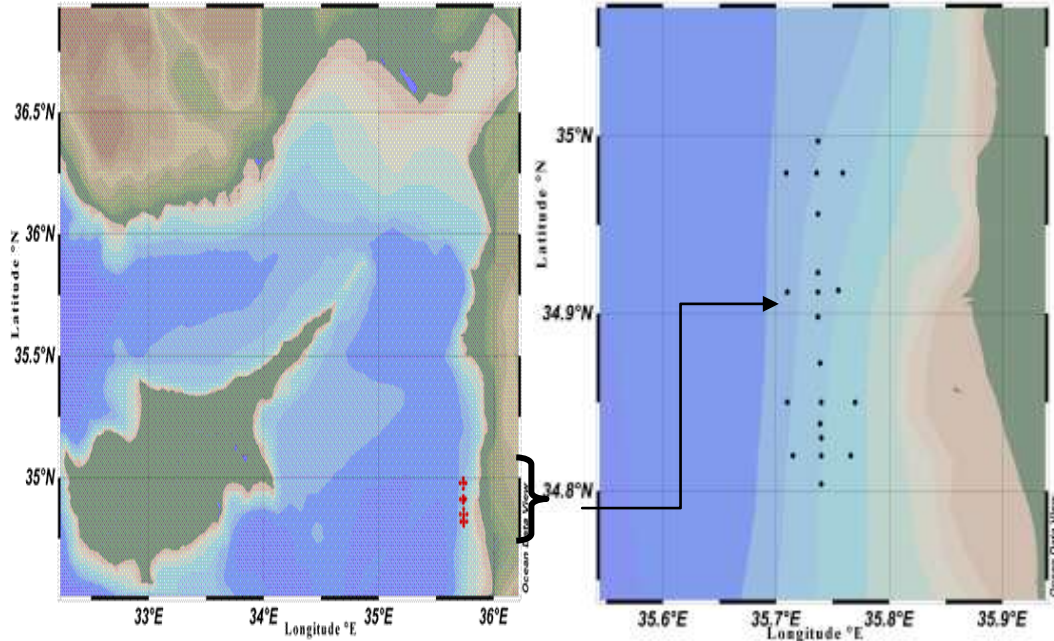 36.5°N
36°N
35.5°N
35°N
Latitude °N
33°E
34°E
35°E
36°E
Longitude °E
Ocean Data View
35°N
34.9°N
34.8°N
Latitude °N
35.6°E
35.7°E
35.8°E
35.9°E
Longitude °E
Ocean Data View